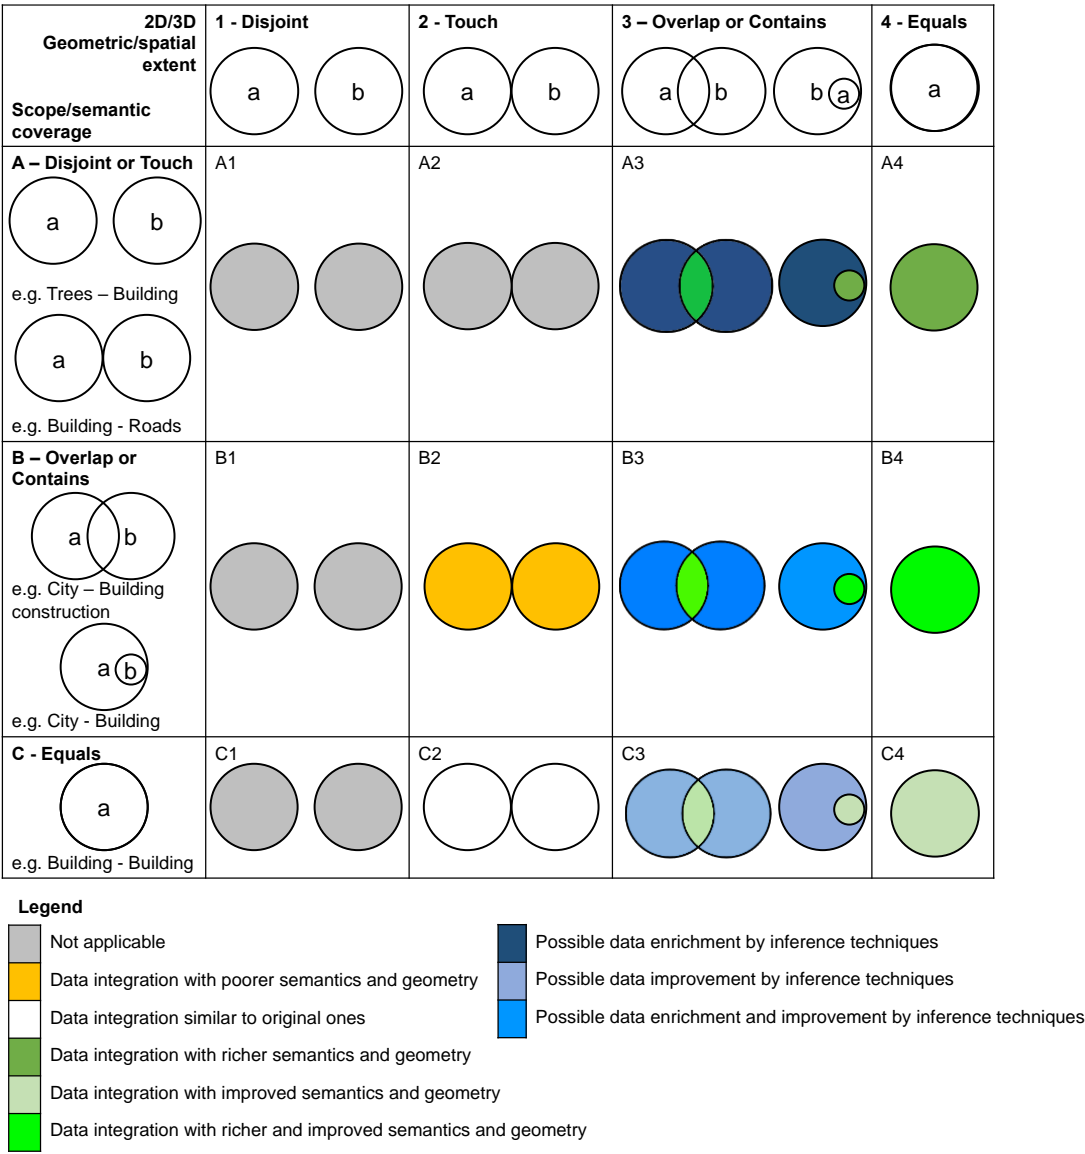 2D/3D
Geometric/spatial
extent
Scope/semantic
coverage
1 - Disjoint
a b
2 - Touch
a b
3 – Overlap or Contains
a b b a
4 - Equals
a
A – Disjoint or Touch
a b
e.g. Trees – Building
a b
e.g. Building - Roads
A1
A2
A3
A4
B – Overlap or
Contains
a b
e.g. City – Building
construction
a b
e.g. City - Building
B1
B2
B3
B4
C - Equals
a
e.g. Building - Building
C1
C2
C3
C4
Legend
Not applicable
Data integration with poorer semantics and geometry
Data integration similar to original ones
Data integration with richer semantics and geometry
Data integration with improved semantics and geometry
Data integration with richer and improved semantics and geometry
Possible data enrichment by inference techniques
Possible data improvement by inference techniques
Possible data enrichment and improvement by inference techniques